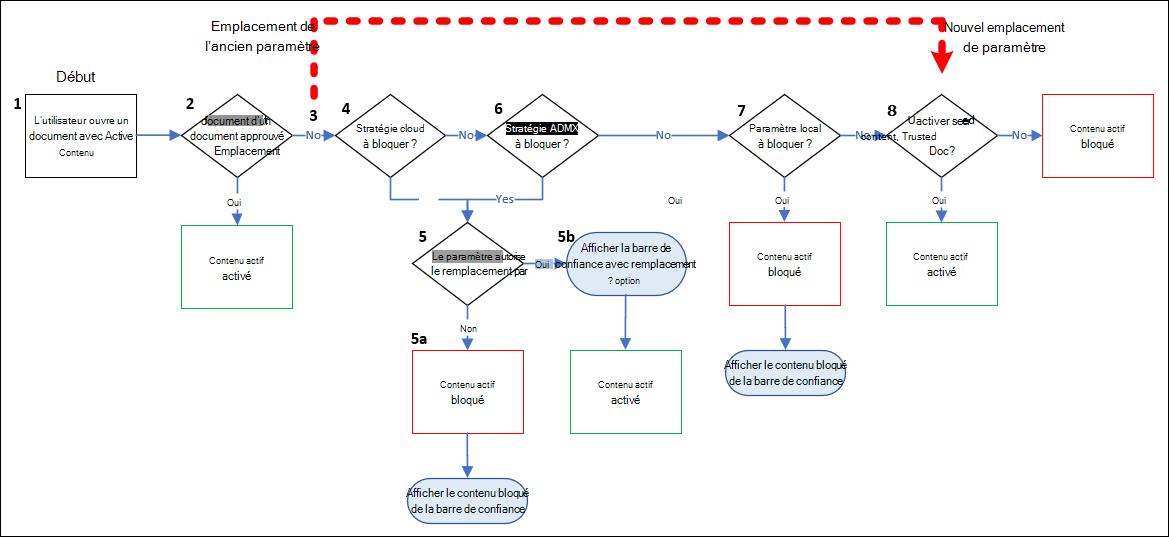 Emplacement de
l'ancien paramètre
Nouvel emplacement
de paramètre
Début
1
L'utilisateur ouvre un
document avec Active
Contenu
2
document d'un
document approuvé
Emplacement
3
No
4
Stratégie cloud
à bloquer ?
No
6
Stratégie ADMX
à bloquer ?
No
7
Paramètre local
à bloquer ?
No
8
content, Trusted
Doc?
No
Contenu actif
bloqué
Oui
Contenu actif
activé
Yes
Oui
Oui
Oui
5
Le paramètre autorise
le remplacement par
Oui
5b
Afficher la barre de
confiance avec remplacement
? option
Contenu actif
bloqué
Contenu actif
activé
Non
5a
Contenu actif
bloqué
Contenu actif
activé
Afficher le contenu bloqué
de la barre de confiance
Afficher le contenu bloqué
de la barre de confiance